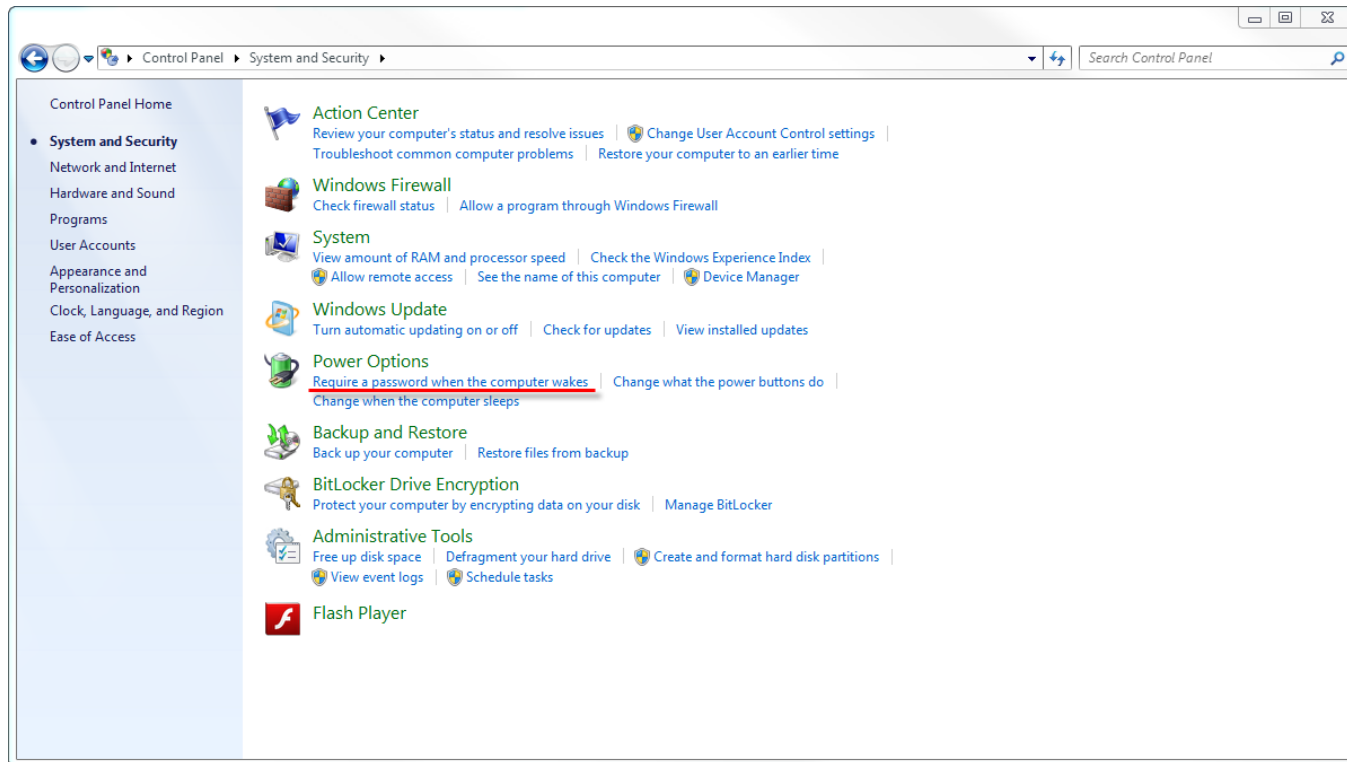 Control Panel System and Security
Search Control Panel
Control Panel Home
System and Security
Network and Internet
Hardware and Sound
Programs
User Accounts
Appearance and
Personalization
Clock, Language, and Region
Ease of Access
Action Center
Review your computer's status and resolve issues Change User Account Control settings
Troubleshoot common computer problems Restore your computer to an earlier time
Windows Firewall
Check firewall status Allow a program through Windows Firewall
System
View amount of RAM and processor speed Check the Windows Experience Index
Allow remote access See the name of this computer Device Manager
Windows Update
Turn automatic updating on or off Check for updates View installed updates
Power Options
Require a password when the computer wakes Change what the power buttons do
Change when the computer sleeps
Backup and Restore
Back up your computer Restore files from backup
BitLocker Drive Encryption
Protect your computer by encrypting data on your disk Manage BitLocker
Administrative Tools
Free up disk space Defragment your hard drive Create and format hard disk partitions
View event logs Schedule tasks
Flash Player